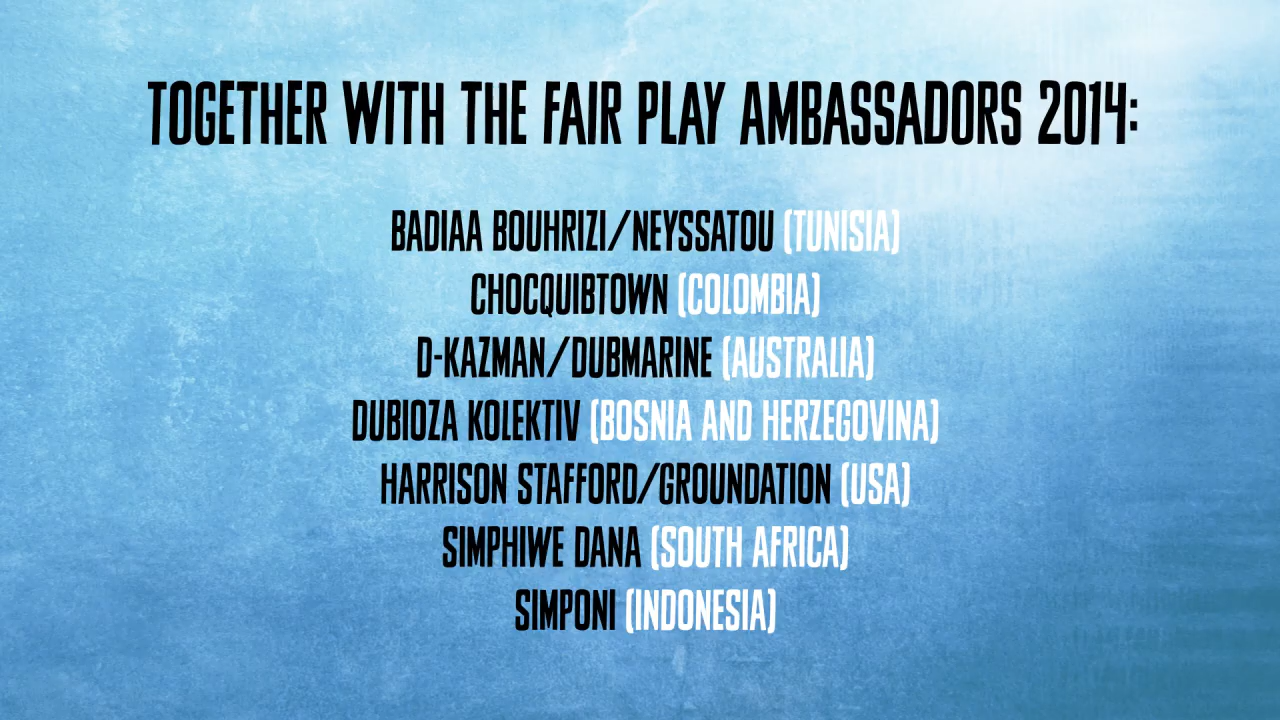 TOGETHER WITH THE FAIR PLAY AMBASSADORS 2014:
BADIAA BOUHRIZI/NEYSSATOU (TUNISIA)
CHOCQUIBTOWN (COLOMBIA)
D-KAZMAN/DUBMARINE (AUSTRALIA)
DUBIOZA KOLEKTIV (BOSNIA AND HERZEGOVINA)
HARRISON STAFFORD/GROUNDATION (USA)
SIMPHIWE DANA (SOUTH AFRICA)
SIMPONI (INDONESIA)